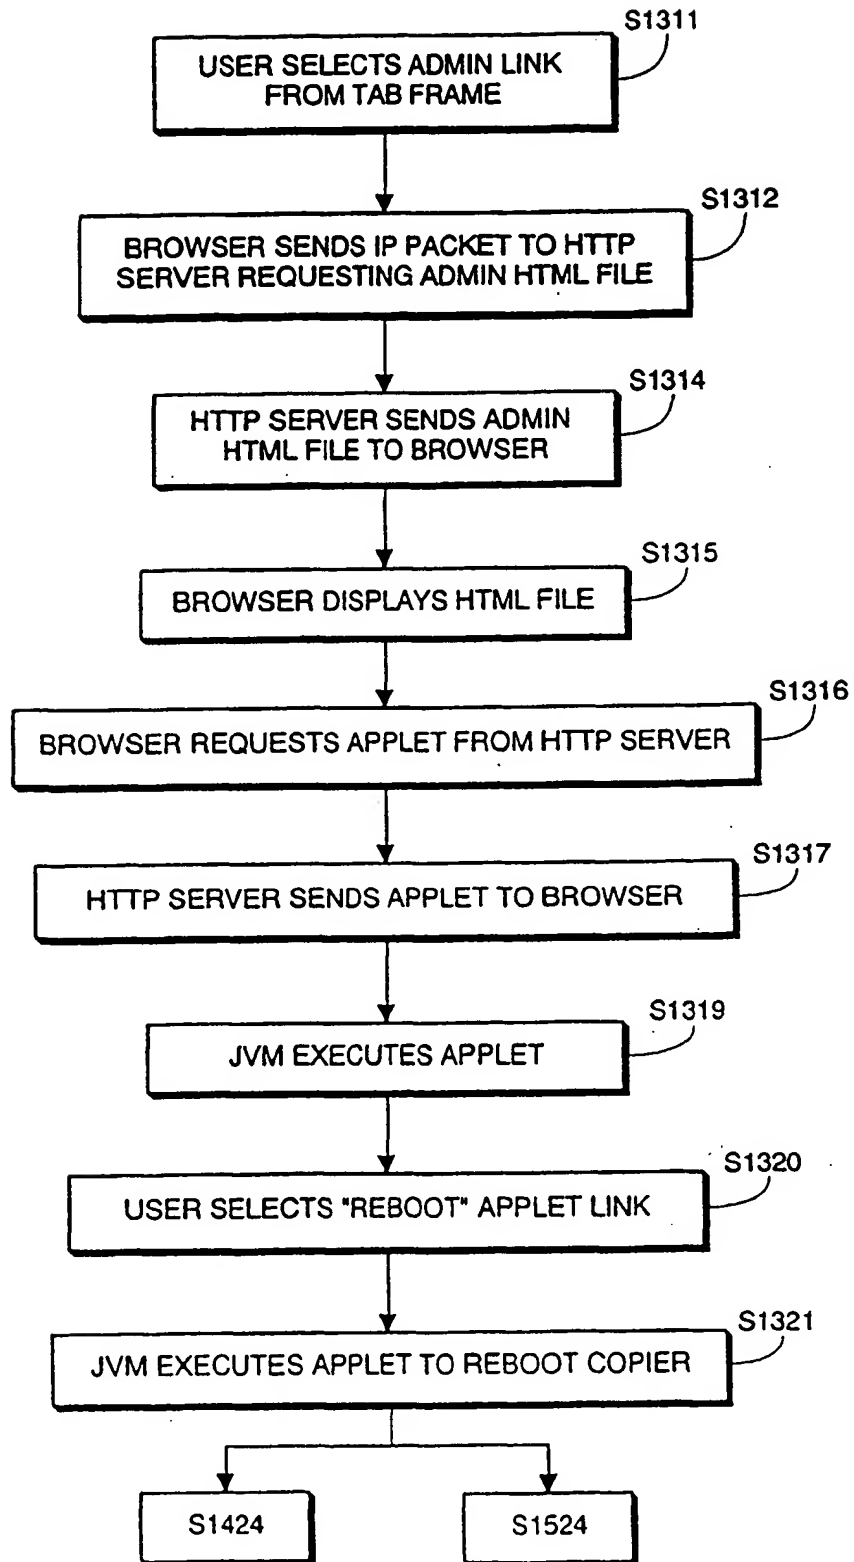 S1311
USER SELECTS ADMIN LINK
FROM TAB FRAME
S1312
BROWSER SENDS IP PACKET TO HTTP
SERVER REQUESTING ADMIN HTML FILE
S1314
HTTP SERVER SENDS ADMIN
HTML FILE TO BROWSER
S1315
BROWSER DISPLAYS HTML FILE
S1316
BROWSER REQUESTS APPLET FROM HTTP SERVER
S1317
HTTP SERVER SENDS APPLET TO BROWSER
S1319
JVM EXECUTES APPLET
S1320
USER SELECTS "REBOOT" APPLET LINK
S1321
JVM EXECUTES APPLET TO REBOOT COPIER
S1424
S1524